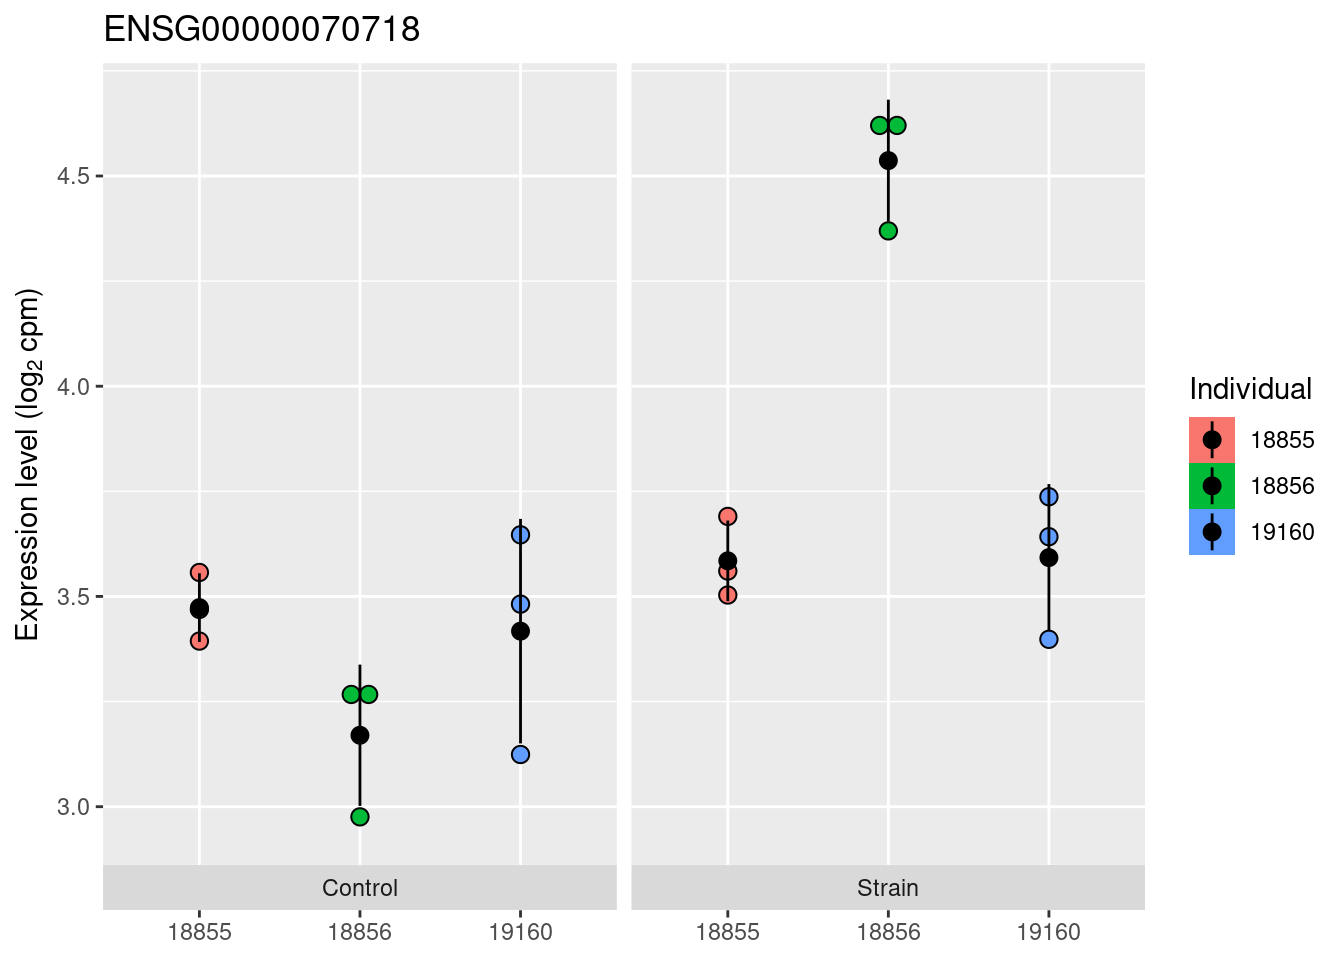 ENSG00000070718
Expression level (log₂ cpm)
4.5
4.0
3.5
3.0
Control
Strain
18855
18856
19160
18855
18856
19160
Individual
18855
18856
19160